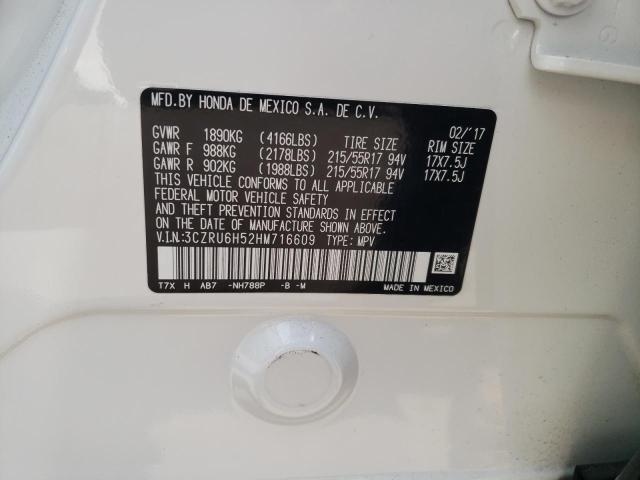 MFD.BY HONDA DE MEXICO S.A. DE C.V.
02/'17
GVWR 1890KG (4166LBS) TIRE SIZE RIM SIZE
GAWR F 988KG (2178LBS) 215/55R17 94V 17X7.5J
GAWR R 902KG (1988LBS) 215/55R17 94V 17X7.5J
THIS VEHICLE CONFORMS TO ALL APPLICABLE
FEDERAL MOTOR VEHICLE SAFETY
AND THEFT PREVENTION STANDARDS IN EFFECT
ON THE DATE OF MANUFACTURE SHOWN ABOVE.
V.I.N:3CZRU6H52HM716609 TYPE: MPV
T7X H AB7 -NH788P -B -M MADE IN MEXICO